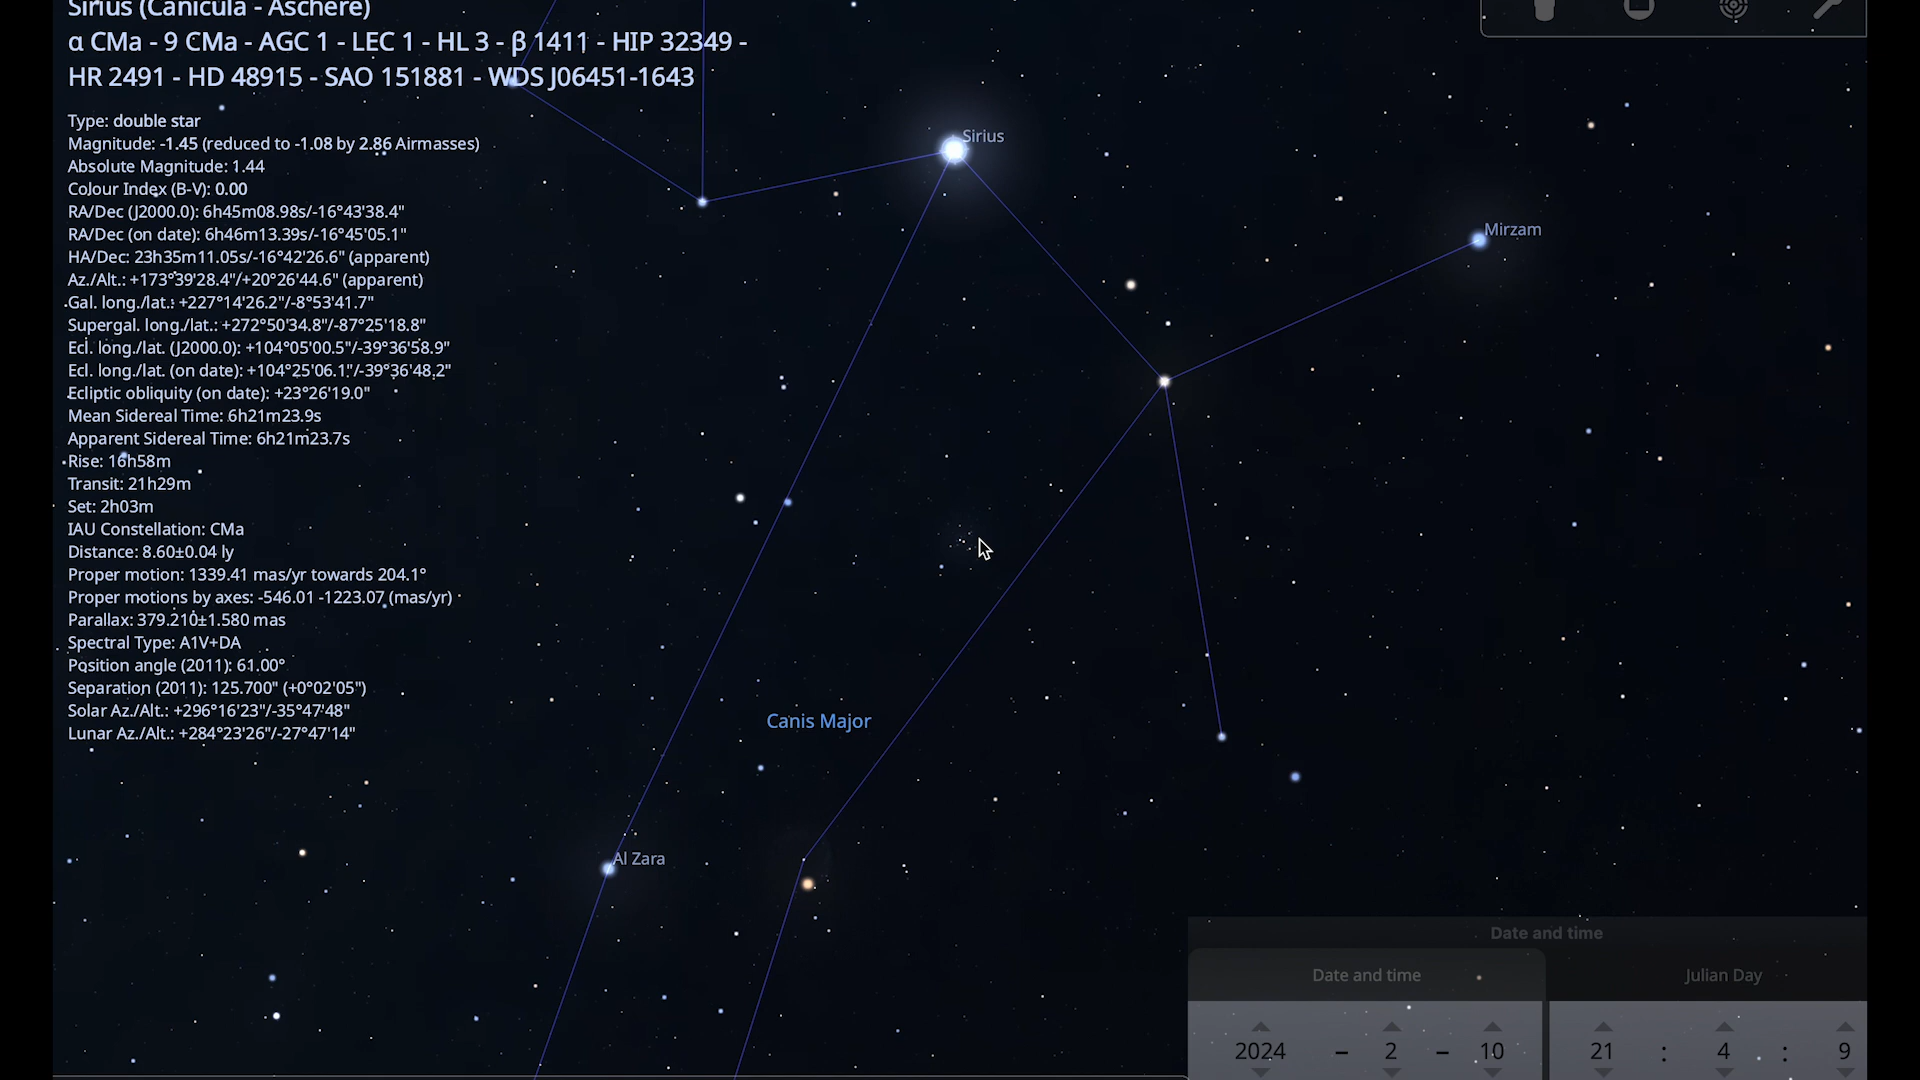 Sirius (Canicula - Aschere)
α CMa - 9 CMa - AGC 1 - LEC 1 - HL 3 - β 1411 - HIP 32349 -
HR 2491 - HD 48915 - SAO 151881 - WDS J06451-1643
Type: double star
Magnitude: -1.45 (reduced to -1.08 by 2.86 Airmasses)
Absolute Magnitude: 1.44
Colour Index (B-V): 0.00
RA/Dec (J2000.0): 6h45m08.98s/-16°43'38.4"
RA/Dec (on date): 6h46m13.39s/-16°45'05.1"
HA/Dec: 23h35m11.05s/-16°42'26.6" (apparent)
Az./Alt.: +173°39'28.4"/+20°26'44.6" (apparent)
Gal. long./lat.: +227°14'26.2"/-8°53'41.7"
Supergal. long./lat.: +272°50'34.8"/-87°25'18.8"
Ecl. long./lat. (J2000.0): +104°05'00.5"/-39°36'58.9"
Ecl. long./lat. (on date): +104°25'06.1"/-39°36'48.2"
Ecliptic obliquity (on date): +23°26'19.0"
Mean Sidereal Time: 6h21m23.9s
Apparent Sidereal Time: 6h21m23.7s
Rise: 16h58m
Transit: 21h29m
Set: 2h03m
IAU Constellation: CMa
Distance: 8.60±0.04 ly
Proper motion: 1339.41 mas/yr towards 204.1°
Proper motions by axes: -546.01 -1223.07 (mas/yr)
Parallax: 379.210±1.580 mas
Spectral Type: A1V+DA
Position angle (2011): 61.00°
Separation (2011): 125.700" (+0°02'05")
Solar Az./Alt.: +296°16'23"/-35°47'48"
Lunar Az./Alt.: +284°23'26"/-27°47'14"
Sirius
Mirzam
Canis Major
Al Zara
Date and time
Date and time
Julian Day
2024 – 2 – 10
21 : 4 : 9